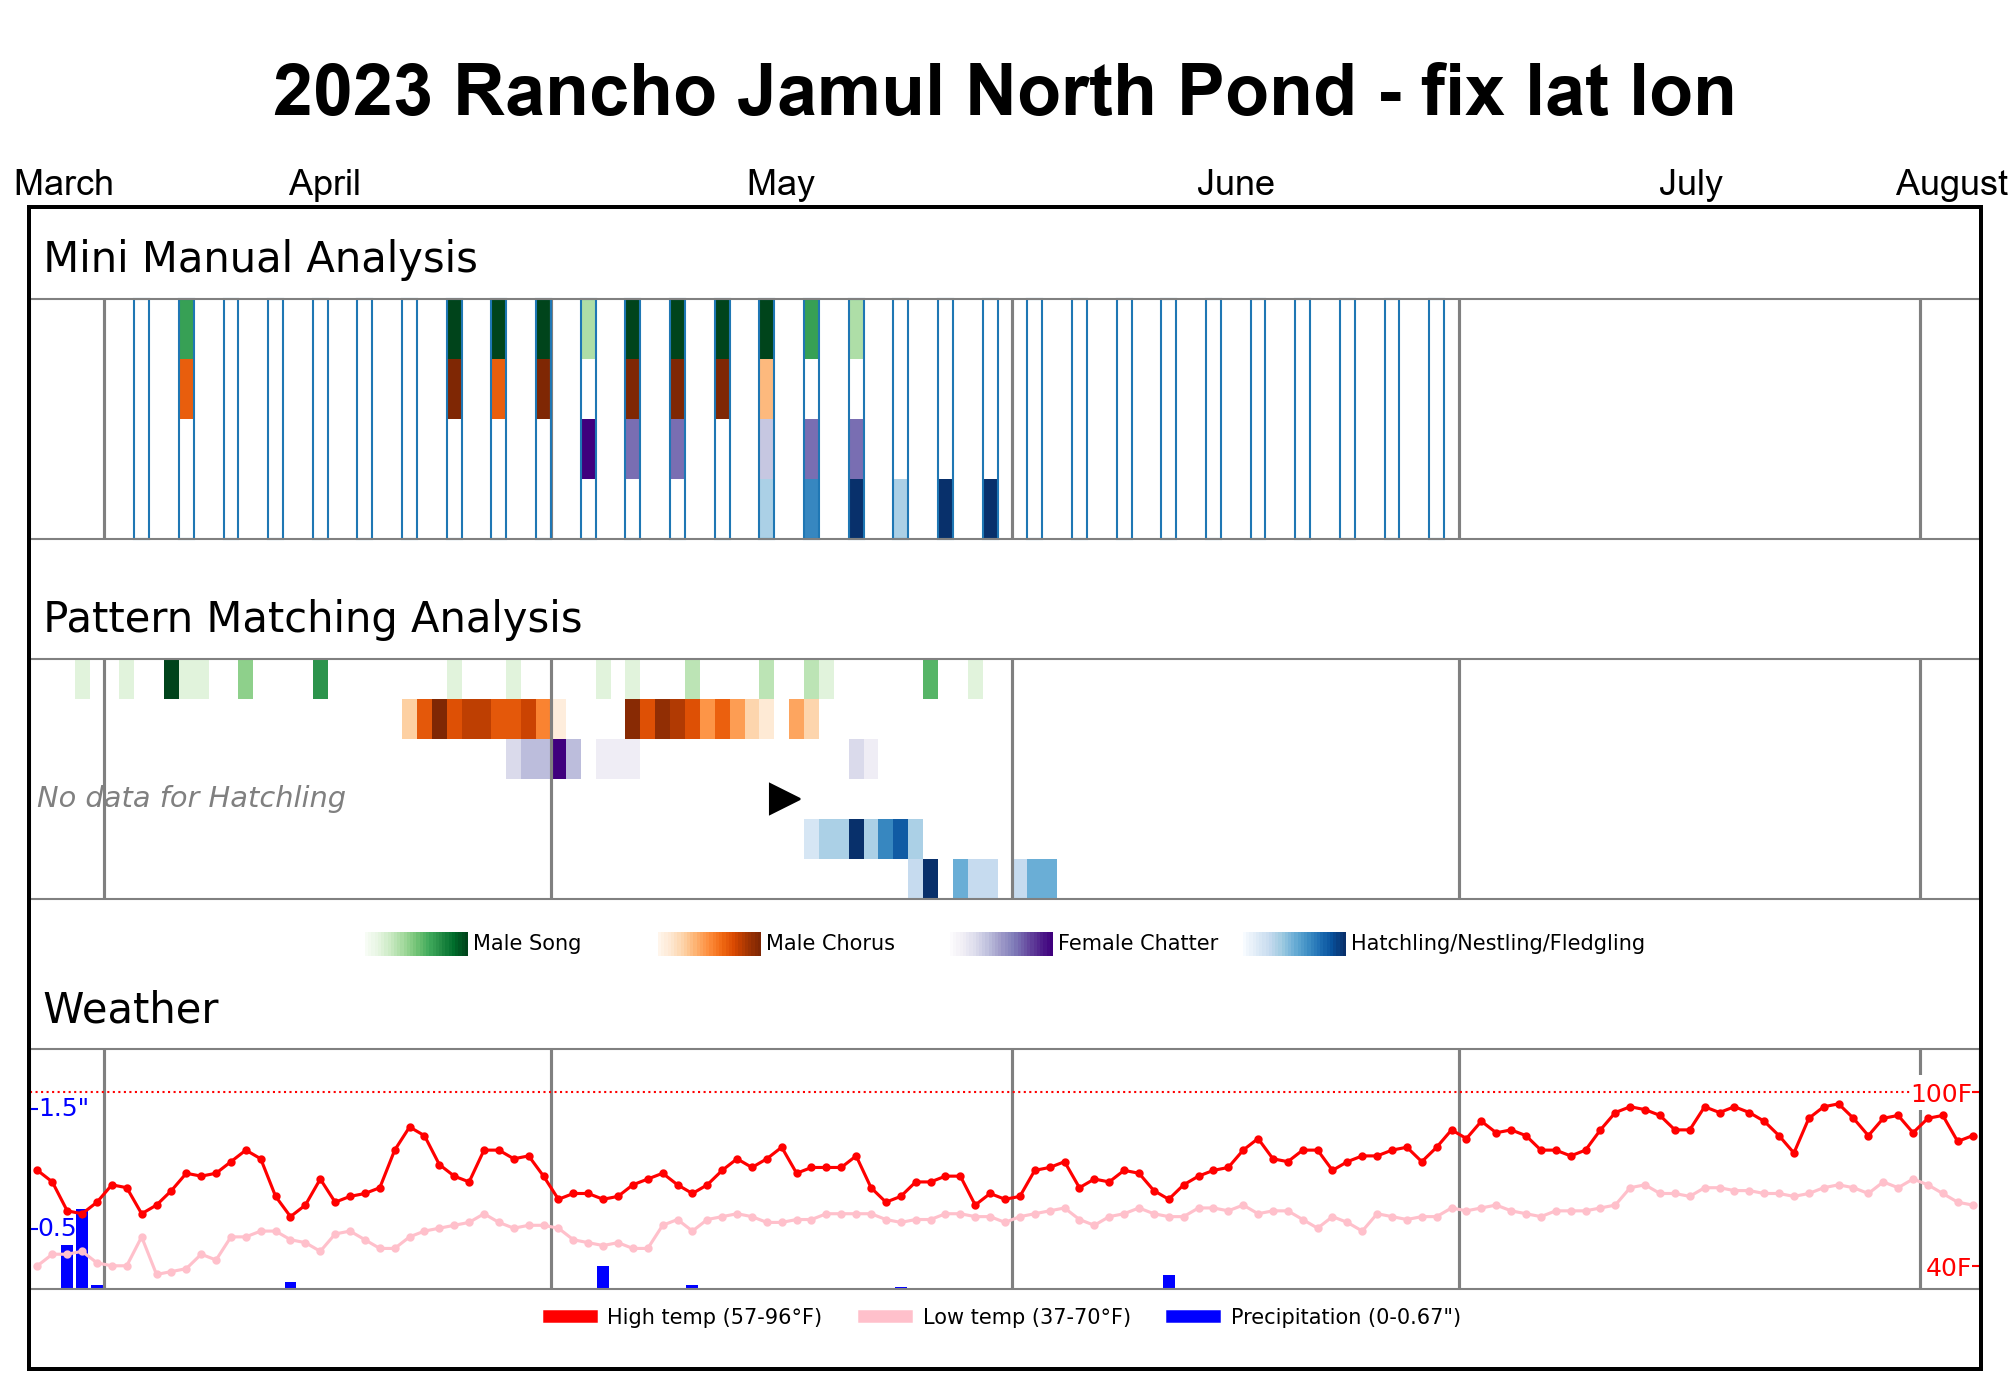 2023 Rancho Jamul North Pond - fix lat lon
March April May June July August
Mini Manual Analysis
Pattern Matching Analysis
No data for Hatchling
Male Song Male Chorus Female Chatter Hatchling/Nestling/Fledgling
Weather
100F
1.5"
0.5
40F
High temp (57-96°F) Low temp (37-70°F) Precipitation (0-0.67")